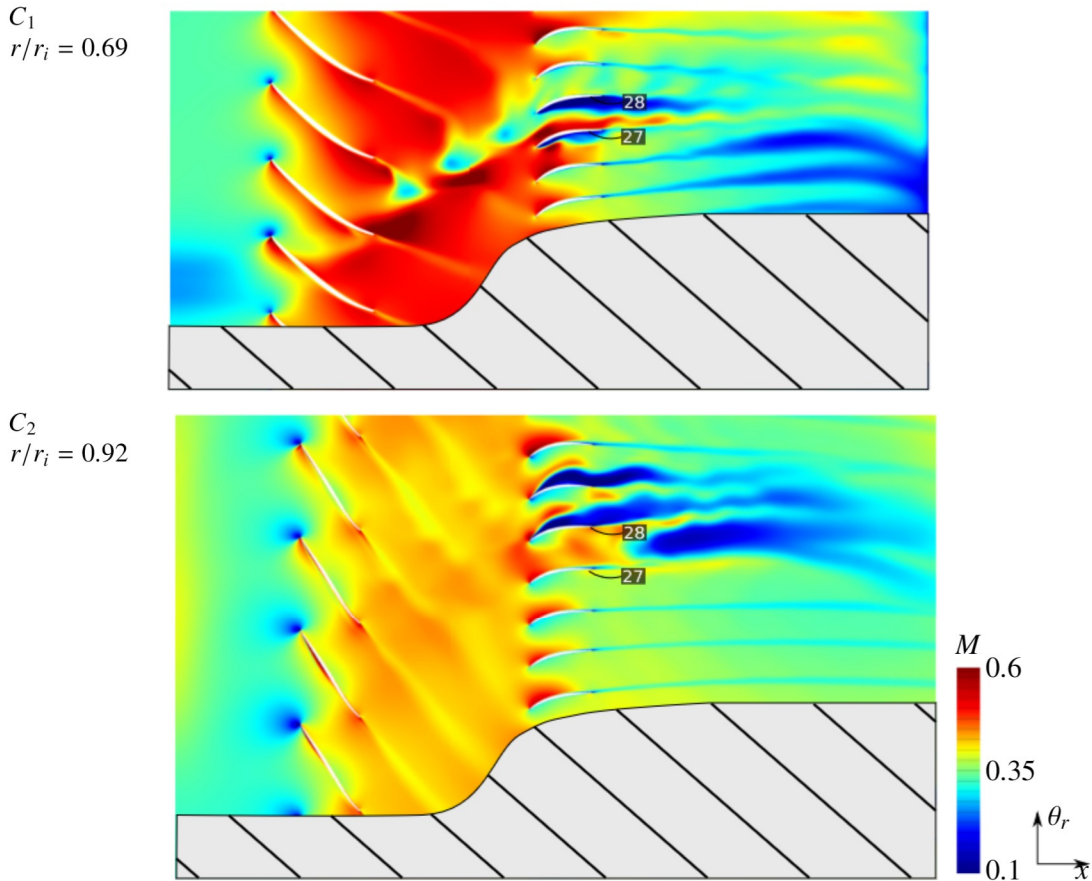 C₁
r/rᵢ = 0.69
28
27
C₂
r/rᵢ = 0.92
28
27
M
0.6
0.35
0.1
θᵣ
x